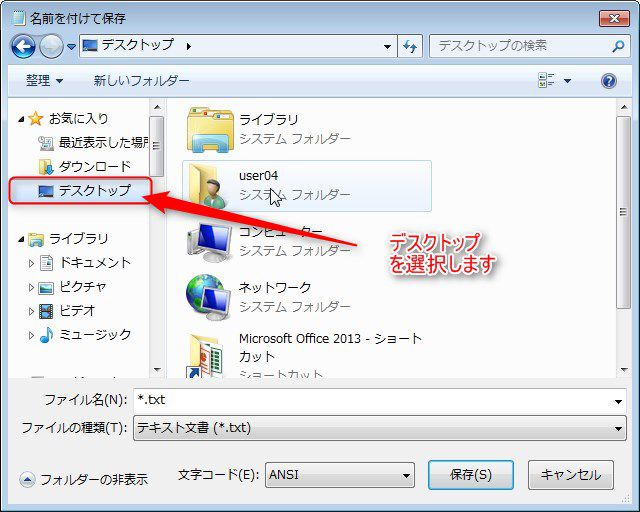 名前を付けて保存
デスクトップ
デスクトップの検索
整理
新しいフォルダー
お気に入り
最近表示した場所
ダウンロード
デスクトップ
ライブラリ
ドキュメント
ピクチャ
ビデオ
ミュージック
ライブラリ
システム フォルダー
user04
システム フォルダー
コンピューター
システム フォルダー
ネットワーク
システム フォルダー
Microsoft Office 2013 - ショート
カット
ショートカット
デスクトップ
を選択します
ファイル名(N):
*.txt
ファイルの種類(T):
テキスト文書 (*.txt)
フォルダーの非表示
文字コード(E):
ANSI
保存(S)
キャンセル